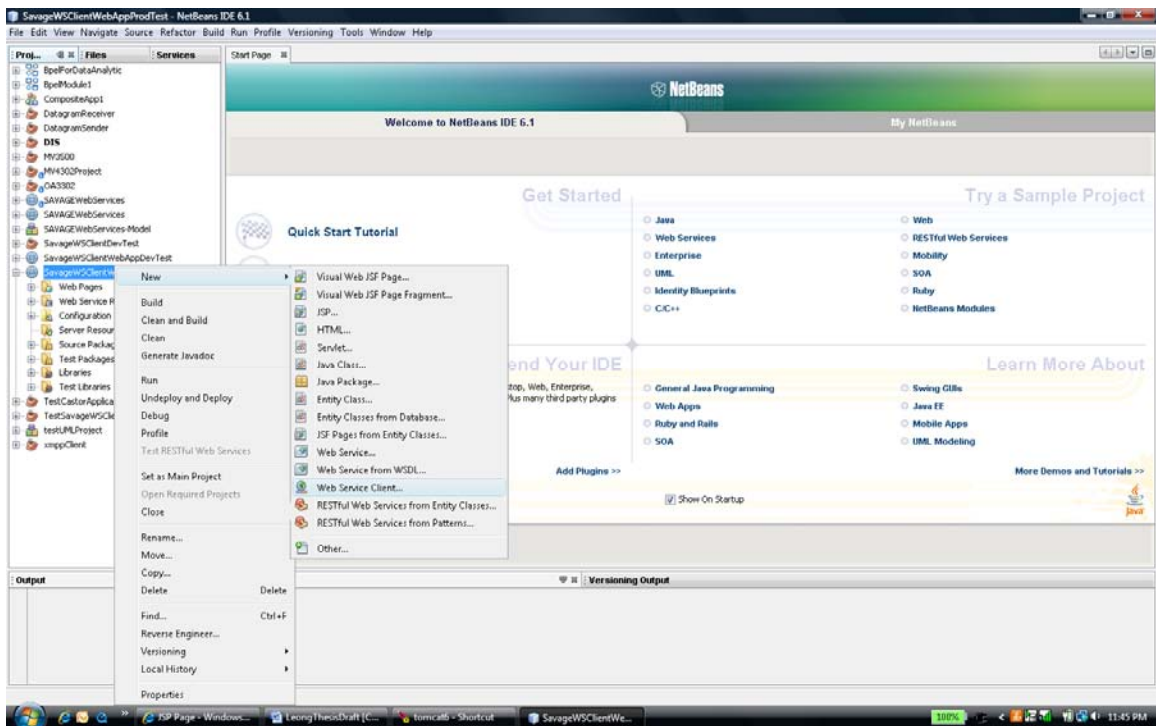 SavageWSClientWebAppProdTest - NetBeans IDE 6.1
File Edit View Navigate Source Refactor Build Run Profile Versioning Tools Window Help
Proj... Files Services
Start Page
BpelForDataAnalytic
BpelModule1
CompositeApp1
DatagramReceiver
DatagramSender
DIS
MV3500
MV4302Project
OA3302
SAVAGEWebServices
SAVAGEWebServices
SAVAGEWebServices-Model
SavageWSClientDevTest
SavageWSClientWebAppDevTest
SavageWSClientW
Web Pages
Web Service R
Configuration
Server Resour
Source Packag
Test Packages
Libraries
Test Libraries
TestCastorApplica
TestSavageWSClie
testUMLProject
xmppClient
New
Build
Clean and Build
Clean
Generate Javadoc
Run
Undeploy and Deploy
Debug
Profile
Test RESTful Web Services
Set as Main Project
Open Required Projects
Close
Rename...
Move...
Copy...
Delete Delete
Find... Ctrl+F
Reverse Engineer...
Versioning
Local History
Properties
Visual Web JSF Page...
Visual Web JSF Page Fragment...
JSP...
HTML...
Servlet...
Java Class...
Java Package...
Entity Class...
Entity Classes from Database...
JSF Pages from Entity Classes...
Web Service...
Web Service from WSDL...
Web Service Client...
RESTful Web Services from Entity Classes...
RESTful Web Services from Patterns...
Other...
NetBeans
Welcome to NetBeans IDE 6.1
My NetBeans
Get Started
Quick Start Tutorial
Java
Web Services
Enterprise
UML
Identity Blueprints
C/C++
Try a Sample Project
Web
RESTful Web Services
Mobility
SOA
Ruby
NetBeans Modules
end Your IDE
top, Web, Enterprise,
Plus many third party plugins
Add Plugins >>
Learn More About
General Java Programming
Web Apps
Ruby and Rails
SOA
Swing GUIs
Java EE
Mobile Apps
UML Modeling
More Demos and Tutorials >>
Show On Startup
Java
Output
Versioning Output
JSP Page - Windows...
LeongThesisDraft [C...
tomcat6 - Shortcut
SavageWSClientWe...
100%
11:45 PM